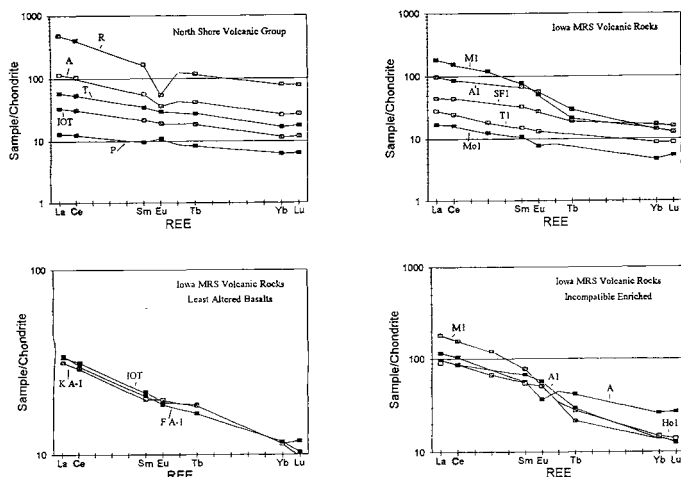 North Shore Volcanic Group
1000
100
10
1
Sample/Chondrite
R
A
T
IOT
P
La Ce Sm Eu Tb Yb Lu
REE
Iowa MRS Volcanic Rocks
1000
100
10
1
Sample/Chondrite
M1
A1
SF1
T1
Mo1
La Ce Sm Eu Tb Yb Lu
REE
Iowa MRS Volcanic Rocks
Least Altered Basalts
100
10
Sample/Chondrite
IOT
K A-1
F A-1
La Ce Sm Eu Tb Yb Lu
REE
Iowa MRS Volcanic Rocks
Incompatible Enriched
1000
100
10
Sample/Chondrite
M1
A1
A
Ho1
La Ce Sm Eu Tb Yb Lu
REE